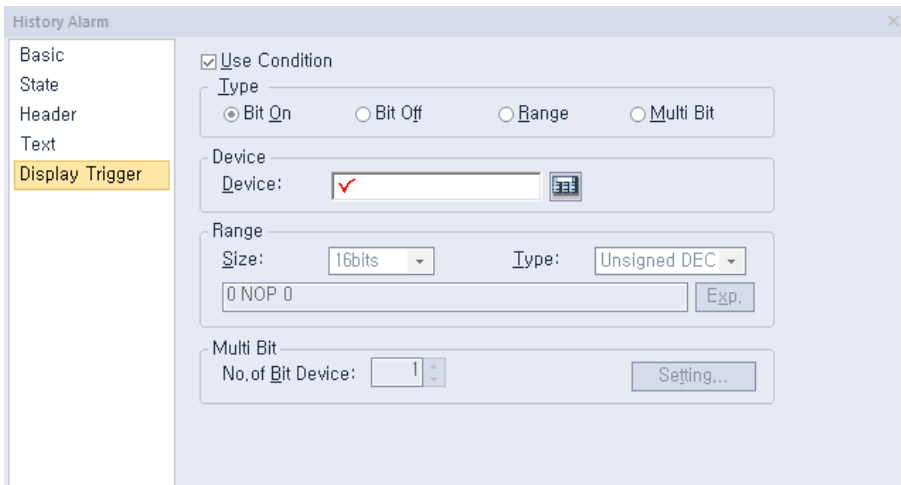 History Alarm
Basic
State
Header
Text
Display Trigger
Use Condition
Type
Bit On
Bit Off
Range
Multi Bit
Device
Device:
Range
Size:
16bits
Type:
Unsigned DEC
0 NOP 0
Exp.
Multi Bit
No.of Bit Device:
1
Setting...